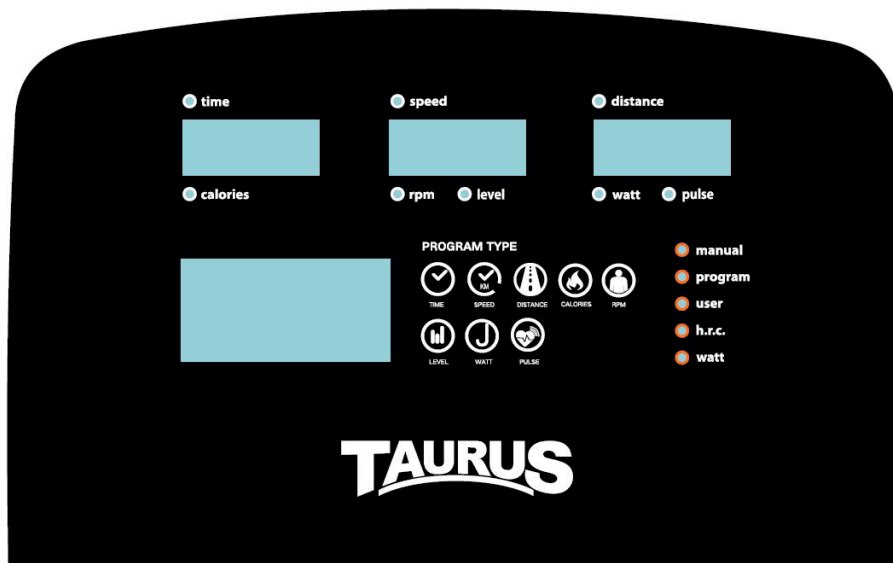 time speed distance
calories rpm level watt pulse
PROGRAM TYPE
manual
program
user
h.r.c.
watt
KM
TIME SPEED DISTANCE CALORIES RPM
LEVEL WATT PULSE
TAURUS